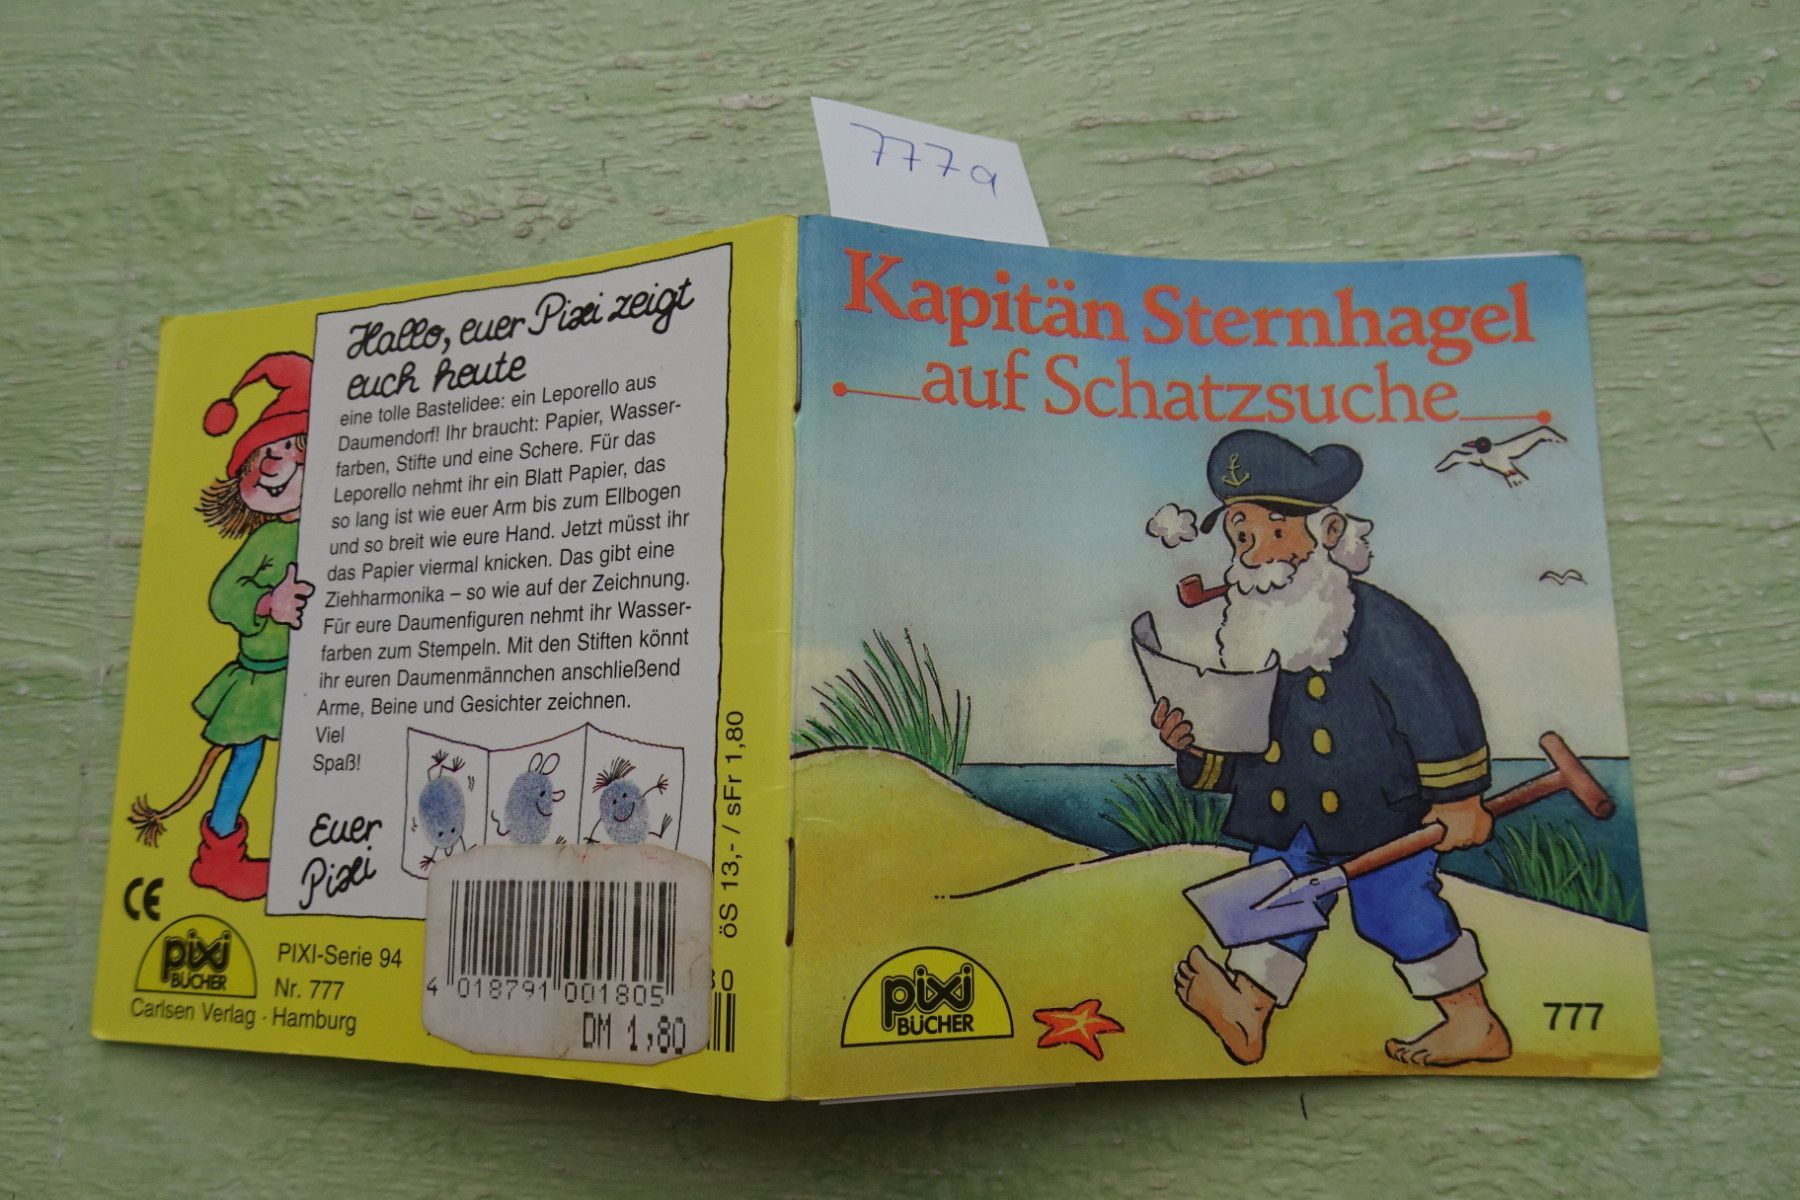 777a
Hallo, euer Pixi zeigt
euch heute
eine tolle Bastelidee: ein Leporello aus
Daumendorf! Ihr braucht: Papier, Wasser-
farben, Stifte und eine Schere. Für das
Leporello nehmt ihr ein Blatt Papier, das
so lang ist wie euer Arm bis zum Ellbogen
und so breit wie eure Hand. Jetzt müsst ihr
das Papier viermal knicken. Das gibt eine
Ziehharmonika – so wie auf der Zeichnung.
Für eure Daumenfiguren nehmt ihr Wasser-
farben zum Stempeln. Mit den Stiften könnt
ihr euren Daumenmännchen anschließend
Arme, Beine und Gesichter zeichnen.
Viel
Spaß!
Euer
Pixi
CE
pixi
BÜCHER
PIXI-Serie 94
Nr. 777
Carlsen Verlag · Hamburg
4 018791 001805
DM 1,80
öS 13,- / sFr 1,80
Kapitän Sternhagel
auf Schatzsuche
pixi
BÜCHER
777